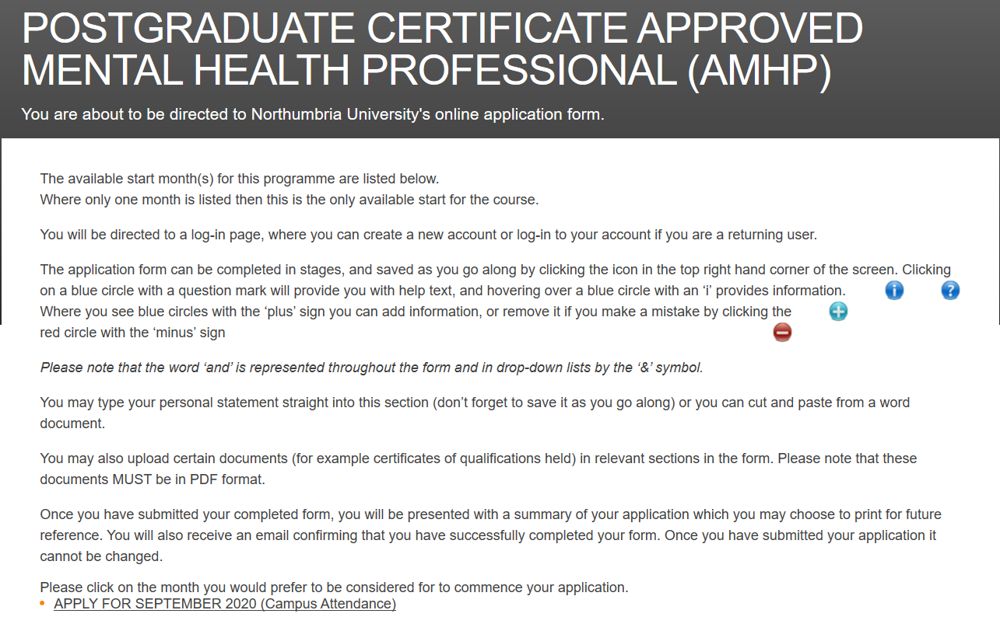 POSTGRADUATE CERTIFICATE APPROVED
MENTAL HEALTH PROFESSIONAL (AMHP)
You are about to be directed to Northumbria University's online application form.
The available start month(s) for this programme are listed below.
Where only one month is listed then this is the only available start for the course.
You will be directed to a log-in page, where you can create a new account or log-in to your account if you are a returning user.
The application form can be completed in stages, and saved as you go along by clicking the icon in the top right hand corner of the screen. Clicking
on a blue circle with a question mark will provide you with help text, and hovering over a blue circle with an ‘i’ provides information. i ?
Where you see blue circles with the ‘plus’ sign you can add information, or remove it if you make a mistake by clicking the
red circle with the ‘minus’ sign
Please note that the word ‘and’ is represented throughout the form and in drop-down lists by the ‘&’ symbol.
You may type your personal statement straight into this section (don’t forget to save it as you go along) or you can cut and paste from a word
document.
You may also upload certain documents (for example certificates of qualifications held) in relevant sections in the form. Please note that these
documents MUST be in PDF format.
Once you have submitted your completed form, you will be presented with a summary of your application which you may choose to print for future
reference. You will also receive an email confirming that you have successfully completed your form. Once you have submitted your application it
cannot be changed.
Please click on the month you would prefer to be considered for to commence your application.
• APPLY FOR SEPTEMBER 2020 (Campus Attendance)